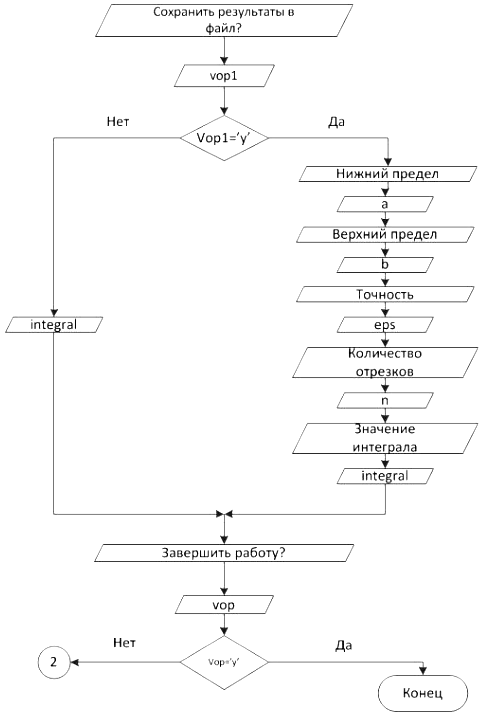 Сохранить результаты в
файл?
vop1
Нет
Vop1=’y’
Да
Нижний предел
a
Верхний предел
b
Точность
integral
eps
Количество
отрезков
n
Значение
интеграла
integral
Завершить работу?
vop
Нет
Vop=’y’
Да
2
Конец